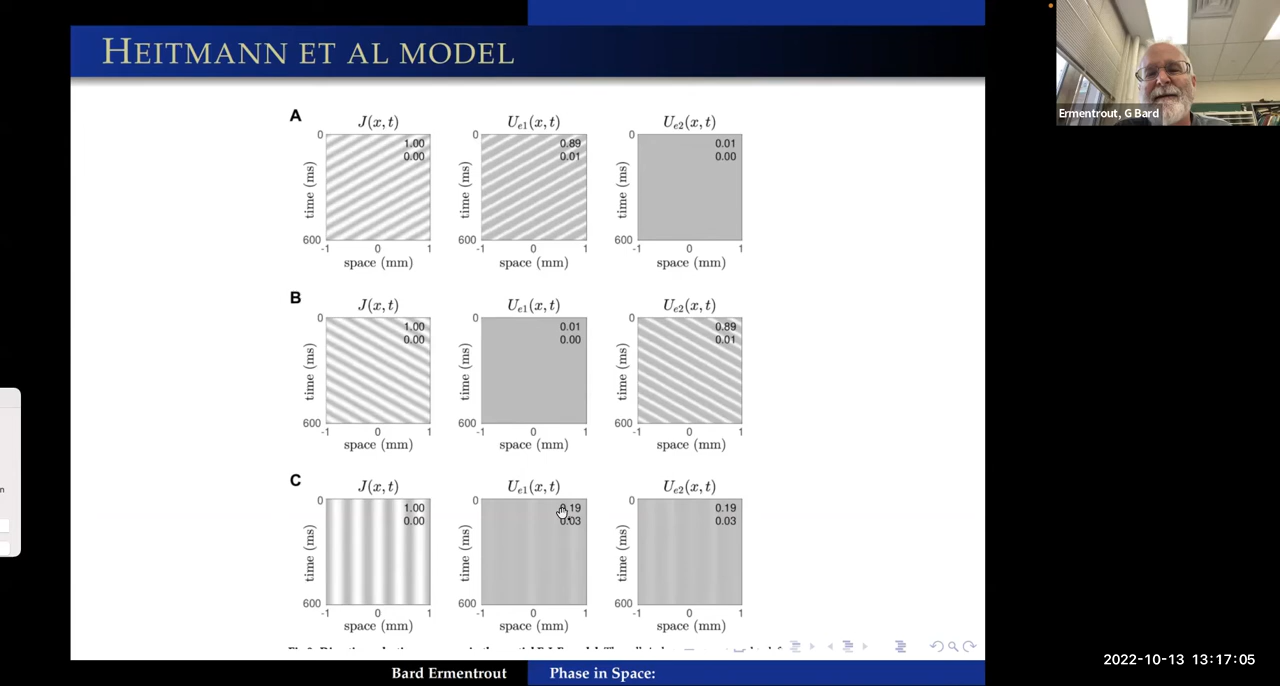 HEITMANN ET AL MODEL
Ermentrout, G Bard
A
J(x, t)
U_e1(x, t)
U_e2(x, t)
0
1.00
0.00
0
0.89
0.01
0
0.01
0.00
time (ms)
time (ms)
time (ms)
600
600
600
-1 0 1
-1 0 1
-1 0 1
space (mm)
space (mm)
space (mm)
B
J(x, t)
U_e1(x, t)
U_e2(x, t)
0
1.00
0.00
0
0.01
0.00
0
0.89
0.01
time (ms)
time (ms)
time (ms)
600
600
600
-1 0 1
-1 0 1
-1 0 1
space (mm)
space (mm)
space (mm)
C
J(x, t)
U_e1(x, t)
U_e2(x, t)
0
1.00
0.00
0
0.19
0.03
0
0.19
0.03
time (ms)
time (ms)
time (ms)
600
600
600
-1 0 1
-1 0 1
-1 0 1
space (mm)
space (mm)
space (mm)
Bard Ermentrout
Phase in Space:
2022-10-13 13:17:05